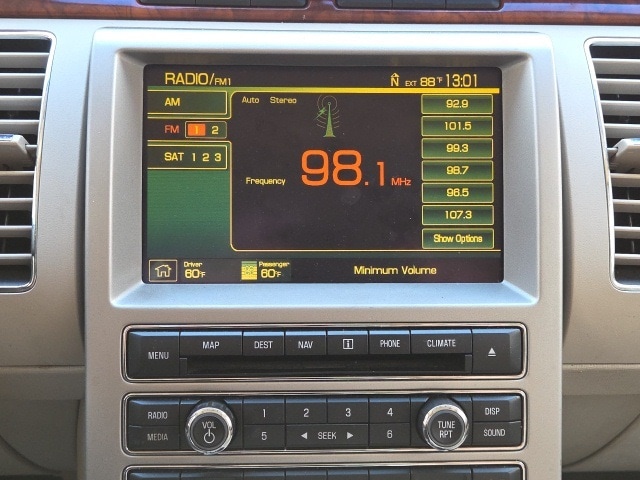 RADIO/FM1 N EXT 88°F 13:01
AM
Auto Stereo
92.9
FM 1 2
101.5
SAT 1 2 3
99.3
Frequency 98.1 MHz
98.7
96.5
107.3
Show Options
Driver 60°F
Passenger 60°F
Minimum Volume
MENU MAP DEST NAV i PHONE CLIMATE
RADIO VOL 1 2 3 4 TUNE RPT DISP
MEDIA 5 SEEK 6 SOUND